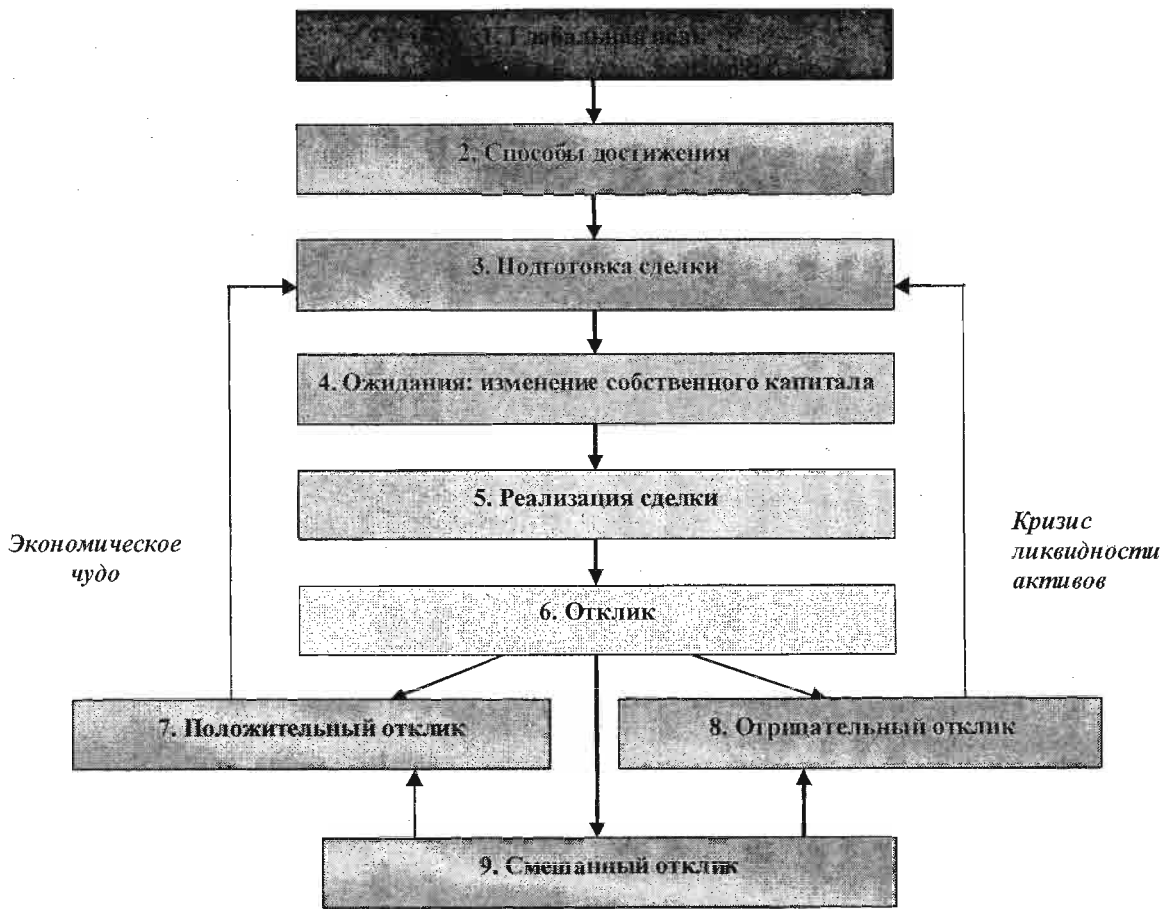 1. Глобальная цель
2. Способы достижения
3. Подготовка сделки
4. Ожидания: изменение собственного капитала
5. Реализация сделки
Экономическое
чудо
Кризис
ликвидности
активов
6. Отклик
7. Положительный отклик
8. Отрицательный отклик
9. Смешанный отклик